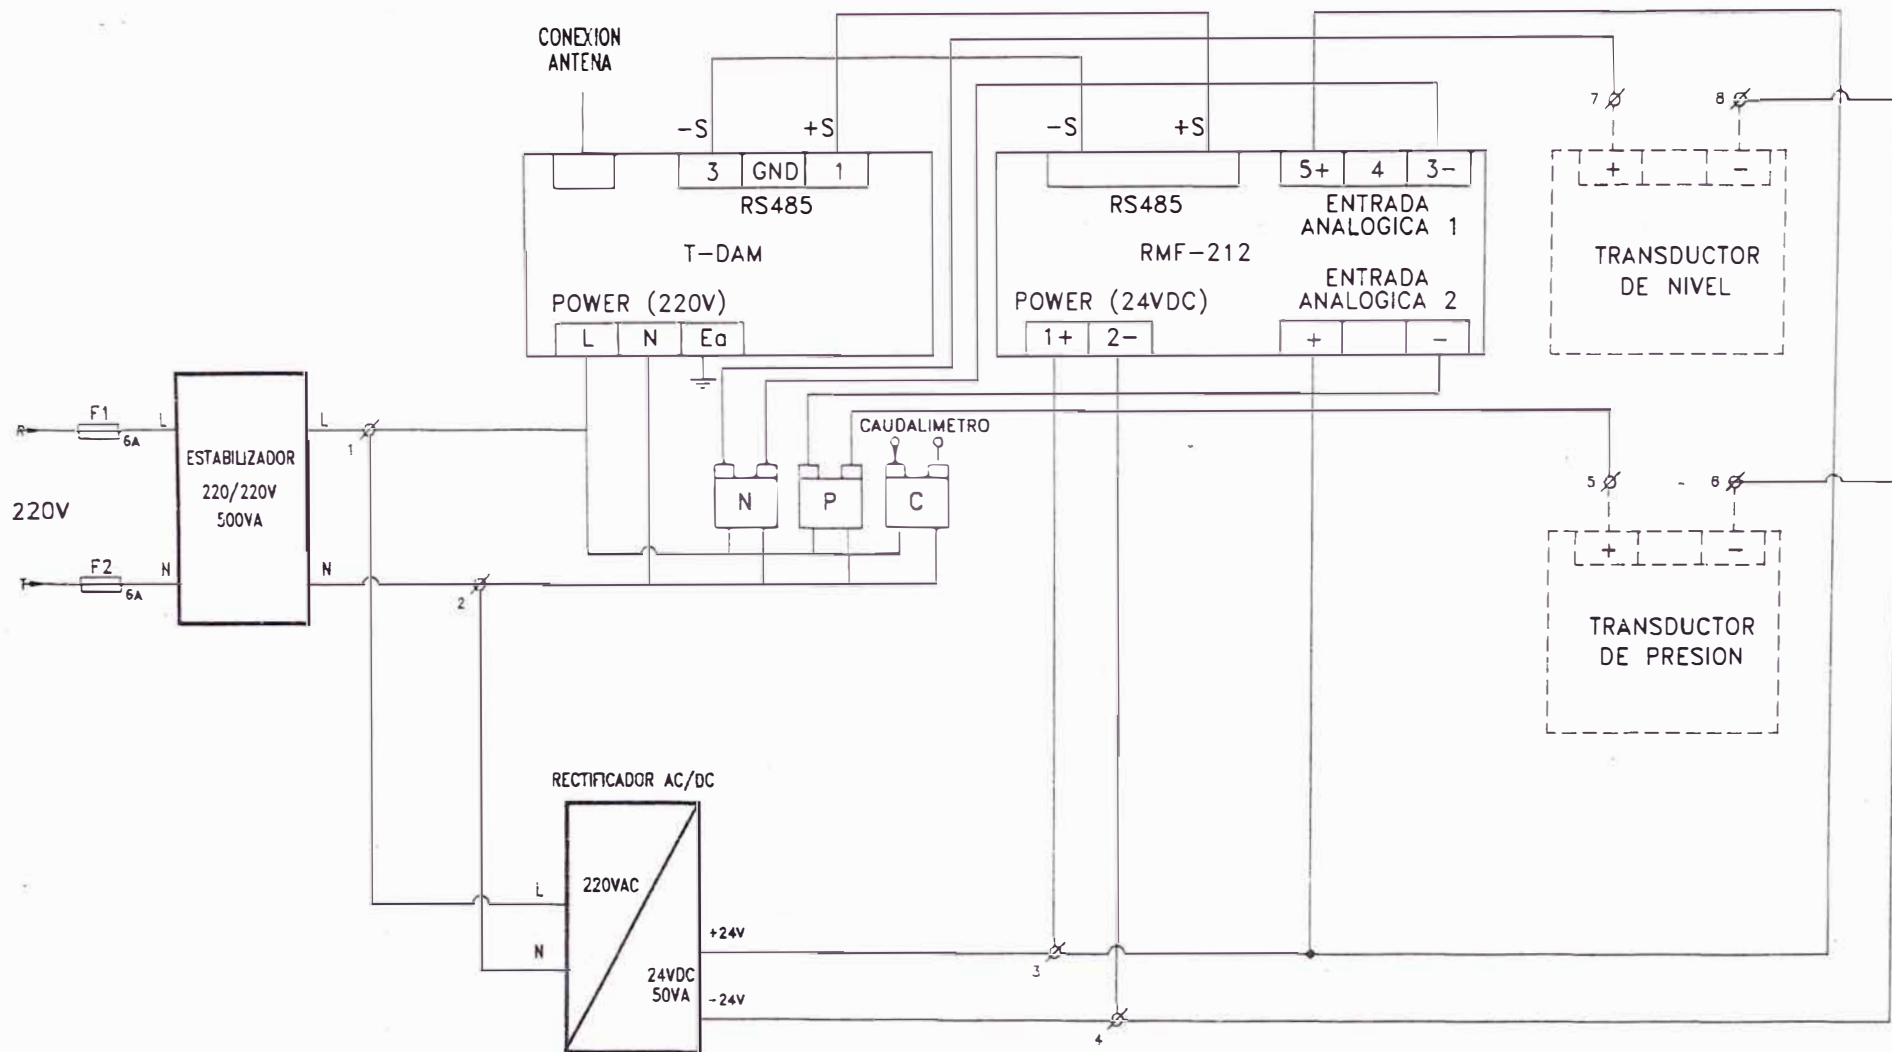 CONEXION
ANTENA
-S
+S
-S
+S
7
8
3 GND 1
RS485
T-DAM
POWER (220V)
L N Ea
RS485
RMF-212
POWER (24VDC)
1+ 2-
5+ 4 3-
ENTRADA
ANALOGICA 1
ENTRADA
ANALOGICA 2
+ -
+ -
TRANSDUCTOR
DE NIVEL
220V
R
F1
6A
L
T
F2
6A
N
ESTABILIZADOR
220/220V
500VA
L
1
N
2
CAUDALIMETRO
N
P
C
5
6
+ -
TRANSDUCTOR
DE PRESION
RECTIFICADOR AC/DC
L
N
220VAC
24VDC
50VA
+24V
-24V
3
4